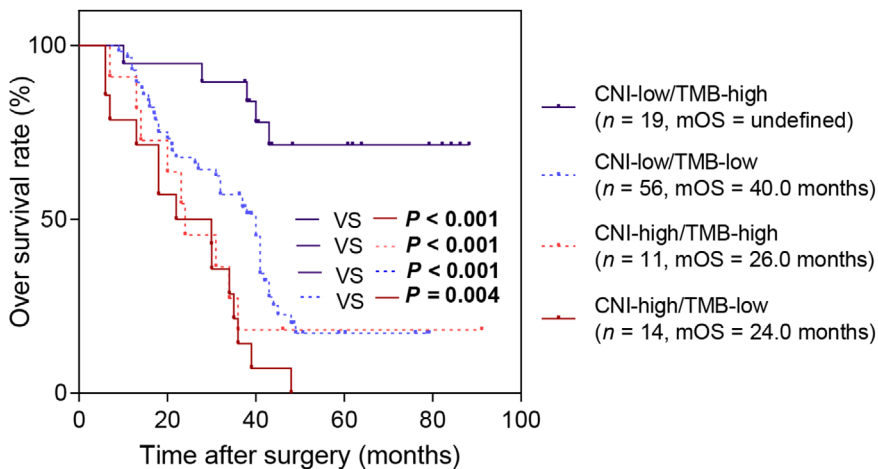 100
50
0
0
20
40
60
80
100
Over survival rate (%)
Time after surgery (months)
VS P < 0.001
VS P < 0.001
VS P < 0.001
VS P = 0.004
CNI-low/TMB-high
(n = 19, mOS = undefined)
CNI-low/TMB-low
(n = 56, mOS = 40.0 months)
CNI-high/TMB-high
(n = 11, mOS = 26.0 months)
CNI-high/TMB-low
(n = 14, mOS = 24.0 months)